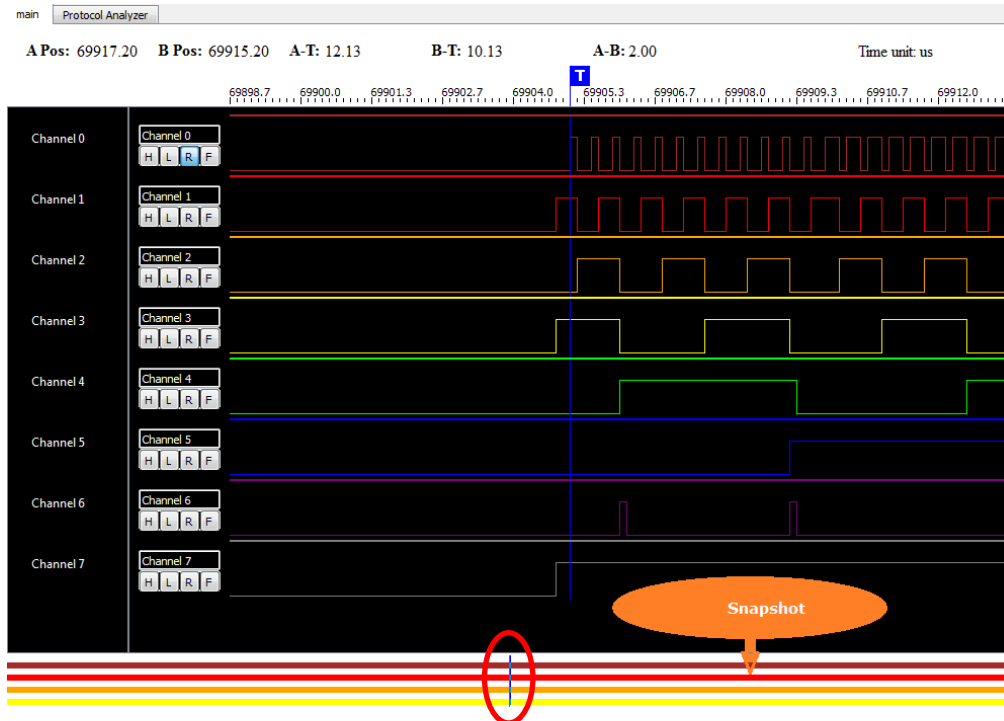 main Protocol Analyzer
A Pos: 69917.20 B Pos: 69915.20 A-T: 12.13 B-T: 10.13 A-B: 2.00 Time unit: us
T
69898.7 69900.0 69901.3 69902.7 69904.0 69905.3 69906.7 69908.0 69909.3 69910.7 69912.0
Channel 0 Channel 0
H L R F
Channel 1 Channel 1
H L R F
Channel 2 Channel 2
H L R F
Channel 3 Channel 3
H L R F
Channel 4 Channel 4
H L R F
Channel 5 Channel 5
H L R F
Channel 6 Channel 6
H L R F
Channel 7 Channel 7
H L R F
Snapshot